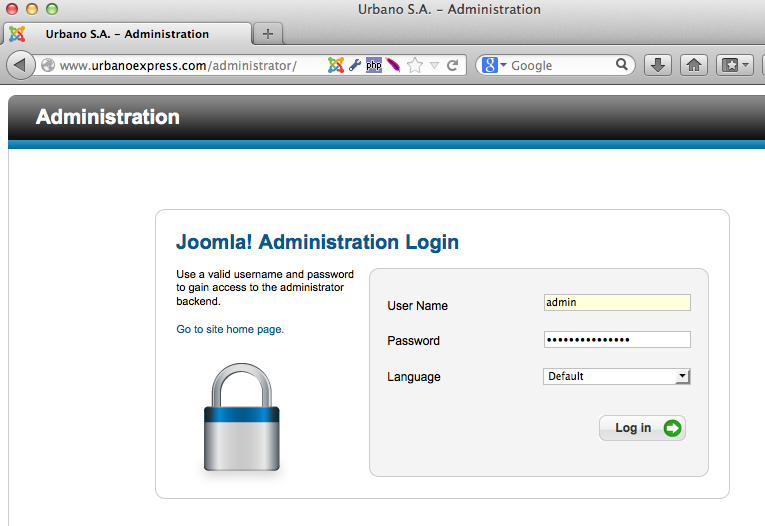 Urbano S.A. – Administration
Urbano S.A. – Administration
www.urbanoexpress.com/administrator/
php
8
Google
Administration
Joomla! Administration Login
Use a valid username and password
to gain access to the administrator
backend.
Go to site home page.
User Name
admin
Password
•••••••••••••••
Language
Default
Log in